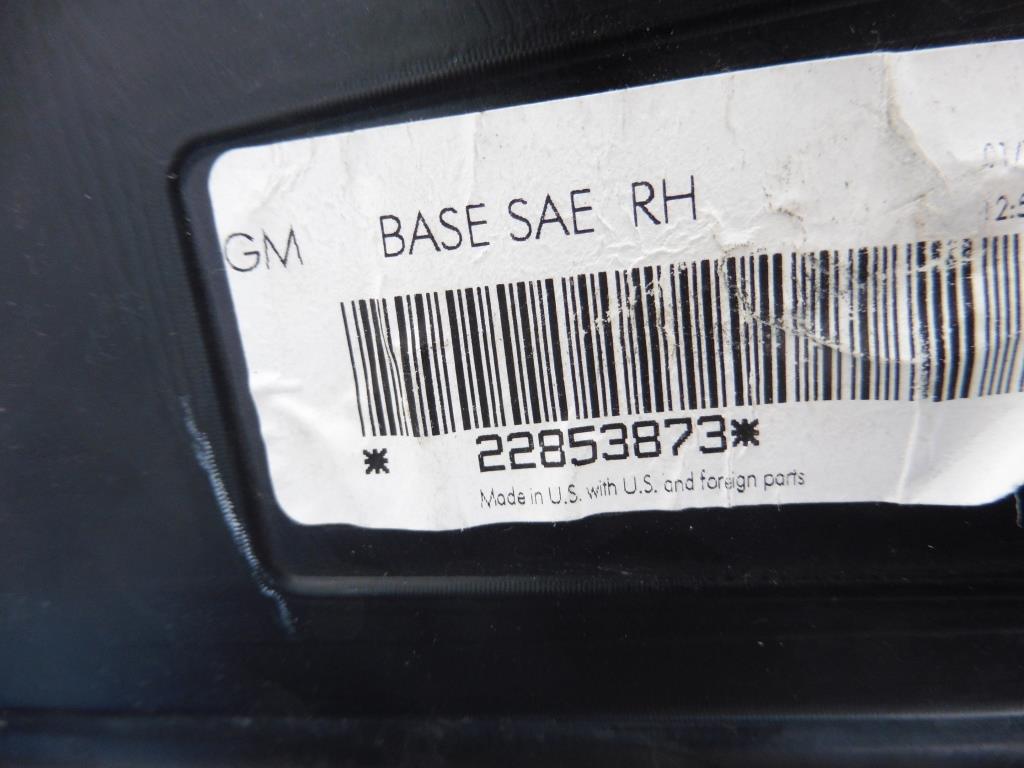 GM BASE SAE RH
* 22853873*
Made in U.S. with U.S. and foreign parts